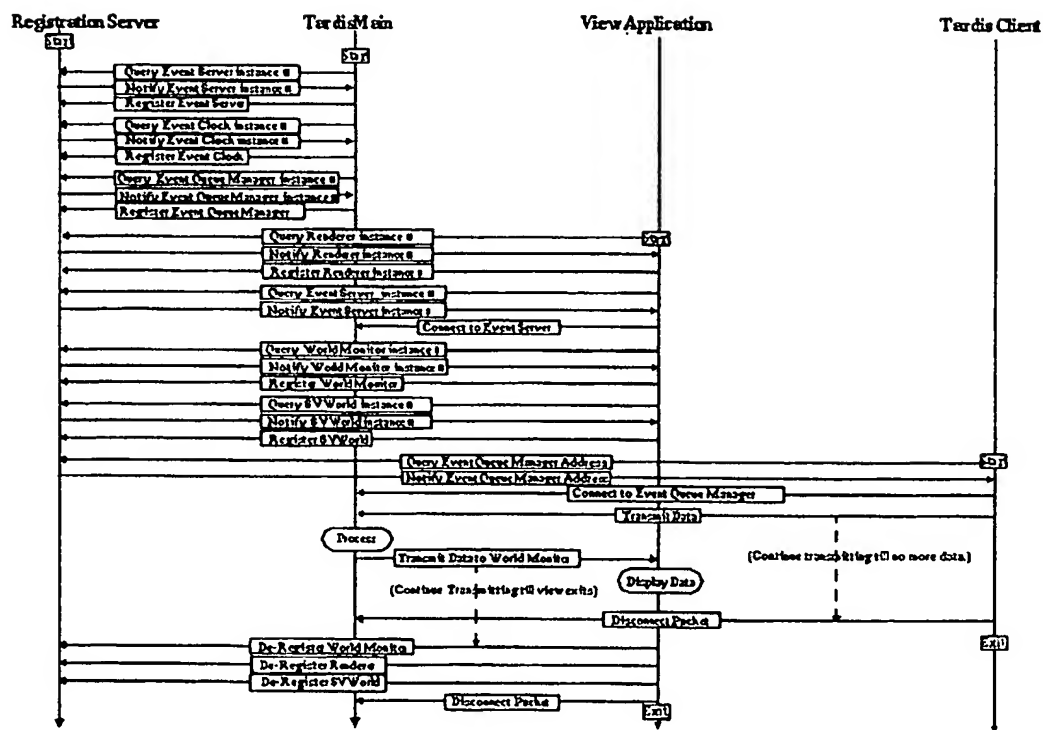 Registration Server
TardisMain
View Application
Tardis Client
Start
Start
Query Event Server Instance #
Notify Event Server Instance #
Register Event Server
Query Event Clock Instance #
Notify Event Clock instance #
Register Event Clock
Query Event Queue Manager Instance #
Notify Event Queue Manager Instance #
Register Event Queue Manager
Query Renderer Instance #
Start
Notify Renderer Instance #
Register Renderer Instance #
Query Event Server Instance #
Notify Event Server Instance #
Connect to Event Server
Query World Monitor instance #
Notify World Monitor Instance #
Register World Monitor
Query SVWorld Instance #
Notify SVWorld Instance #
Register SVWorld
Query Event Queue Manager Address
Start
Notify Event Queue Manager Address
Connect to Event Queue Manager
Transmit Data
Process
Transmit Data to World Monitor
(Continue transmitting till no more data)
Display Data
(Continue Transmitting till view exits)
Disconnect Packet
De-Register World Monitor
Exit
De-Register Renderer
De-Register SVWorld
Disconnect Packet
Exit